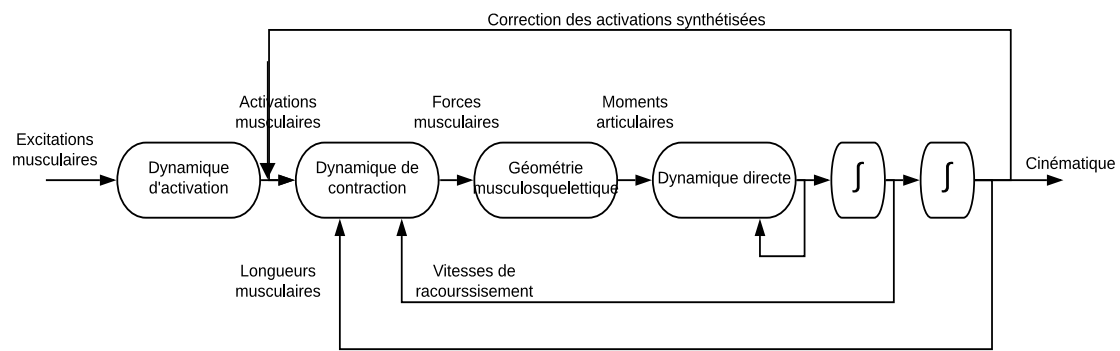 Correction des activations synthétisées
Activations
musculaires
Forces
musculaires
Moments
articulaires
Excitations
musculaires
Dynamique
d'activation
Dynamique de
contraction
Géométrie
musculosquelettique
Dynamique directe
∫
∫
Cinématique
Longueurs
musculaires
Vitesses de
racourssisement